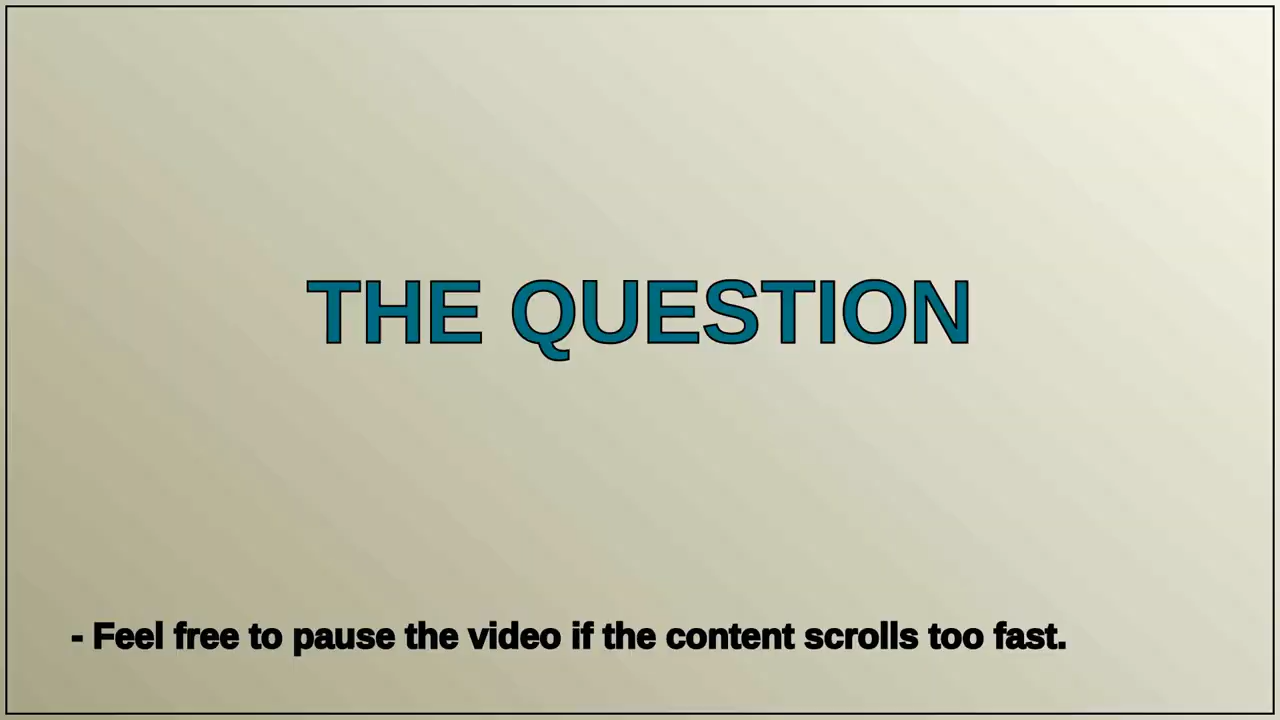 THE QUESTION
- Feel free to pause the video if the content scrolls too fast.